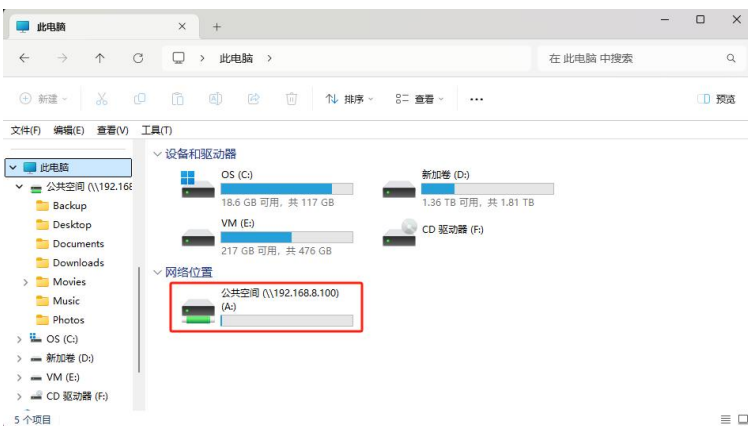 此电脑
此电脑
在 此电脑 中搜索
新建
排序
查看
预览
文件(F) 编辑(E) 查看(V) 工具(T)
此电脑
公共空间 (\\192.168
Backup
Desktop
Documents
Downloads
Movies
Music
Photos
OS (C:)
新加卷 (D:)
VM (E:)
CD 驱动器 (F:)
设备和驱动器
OS (C:)
18.6 GB 可用，共 117 GB
新加卷 (D:)
1.36 TB 可用，共 1.81 TB
VM (E:)
217 GB 可用，共 476 GB
CD 驱动器 (F:)
网络位置
公共空间 (\\192.168.8.100)
(A:)
5 个项目